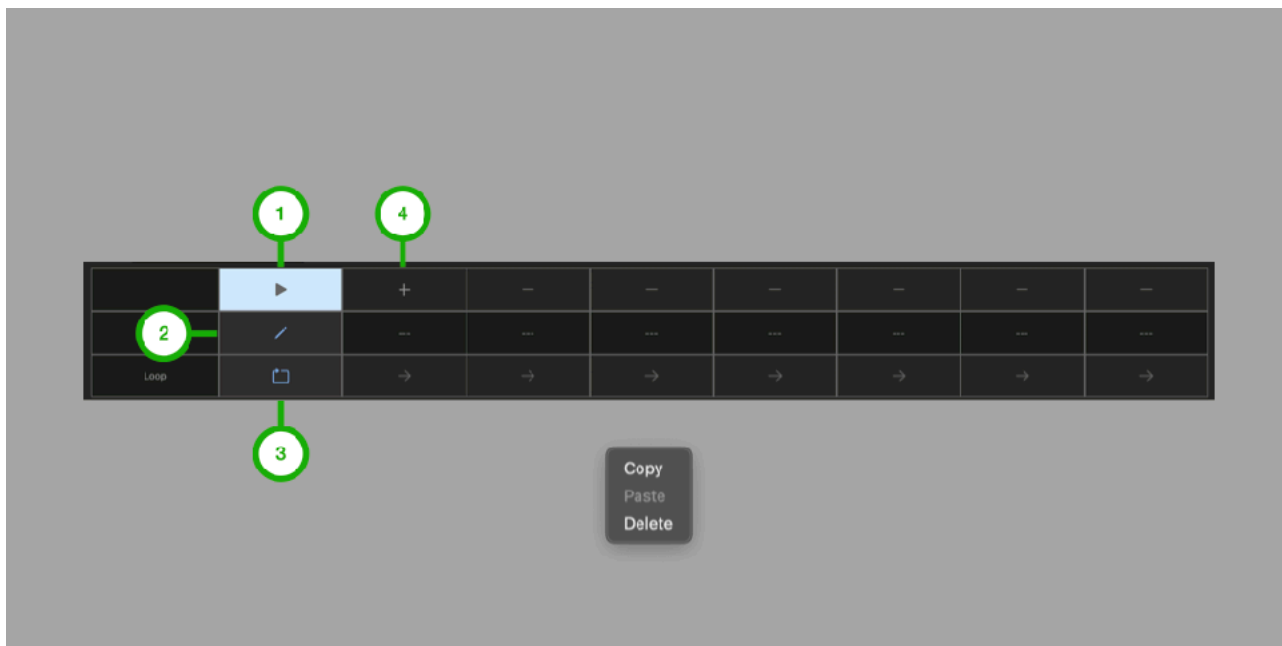 1
4
+ — — — — — —
2
--- --- --- --- --- --- ---
Loop → → → → → → →
3
Copy
Paste
Delete